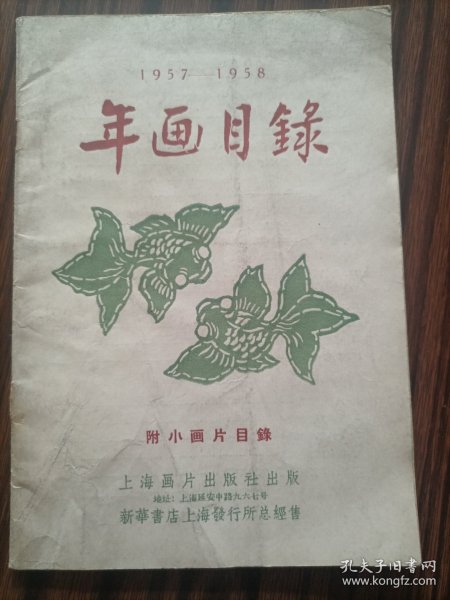 1957—1958
年画目錄
附小画片目錄
上海画片出版社出版
地址：上海延安中路九六七号
新華書店上海發行所总經售
孔夫子旧书网
www.kongfz.com